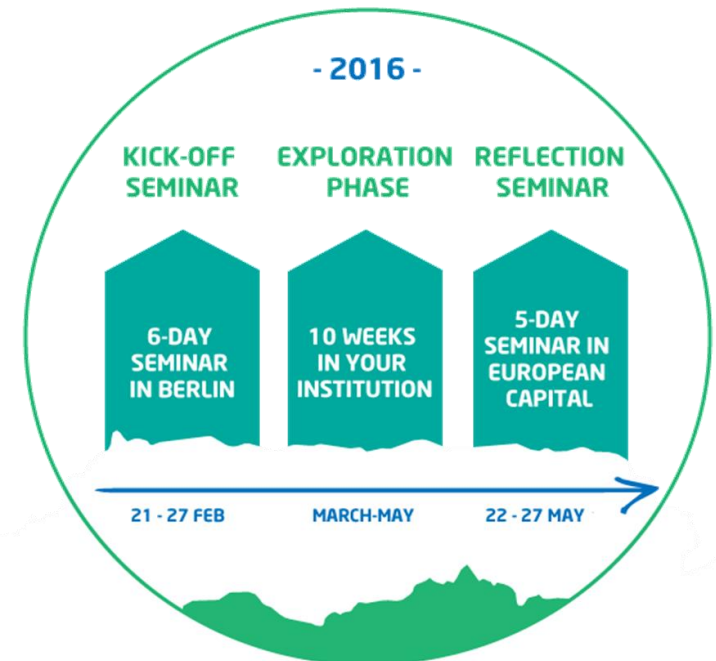 - 2016 -
KICK-OFF
SEMINAR
EXPLORATION
PHASE
REFLECTION
SEMINAR
6-DAY
SEMINAR
IN BERLIN
10 WEEKS
IN YOUR
INSTITUTION
5-DAY
SEMINAR IN
EUROPEAN
CAPITAL
21 - 27 FEB
MARCH-MAY
22 - 27 MAY